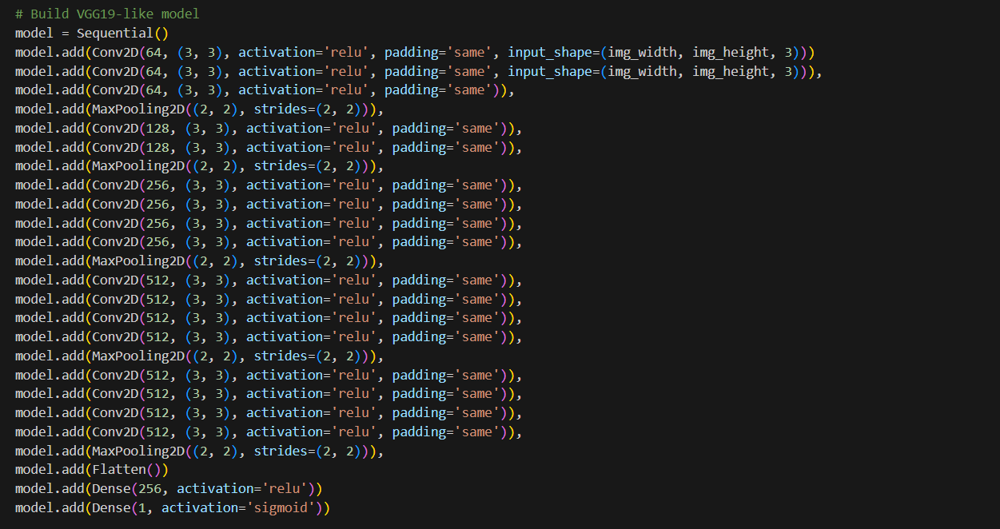 # Build VGG19-like model
model = Sequential()
model.add(Conv2D(64, (3, 3), activation='relu', padding='same', input_shape=(img_width, img_height, 3)))
model.add(Conv2D(64, (3, 3), activation='relu', padding='same', input_shape=(img_width, img_height, 3))),
model.add(Conv2D(64, (3, 3), activation='relu', padding='same')),
model.add(MaxPooling2D((2, 2), strides=(2, 2))),
model.add(Conv2D(128, (3, 3), activation='relu', padding='same')),
model.add(Conv2D(128, (3, 3), activation='relu', padding='same')),
model.add(MaxPooling2D((2, 2), strides=(2, 2))),
model.add(Conv2D(256, (3, 3), activation='relu', padding='same')),
model.add(Conv2D(256, (3, 3), activation='relu', padding='same')),
model.add(Conv2D(256, (3, 3), activation='relu', padding='same')),
model.add(Conv2D(256, (3, 3), activation='relu', padding='same')),
model.add(MaxPooling2D((2, 2), strides=(2, 2))),
model.add(Conv2D(512, (3, 3), activation='relu', padding='same')),
model.add(Conv2D(512, (3, 3), activation='relu', padding='same')),
model.add(Conv2D(512, (3, 3), activation='relu', padding='same')),
model.add(Conv2D(512, (3, 3), activation='relu', padding='same')),
model.add(MaxPooling2D((2, 2), strides=(2, 2))),
model.add(Conv2D(512, (3, 3), activation='relu', padding='same')),
model.add(Conv2D(512, (3, 3), activation='relu', padding='same')),
model.add(Conv2D(512, (3, 3), activation='relu', padding='same')),
model.add(Conv2D(512, (3, 3), activation='relu', padding='same')),
model.add(MaxPooling2D((2, 2), strides=(2, 2))),
model.add(Flatten())
model.add(Dense(256, activation='relu'))
model.add(Dense(1, activation='sigmoid'))